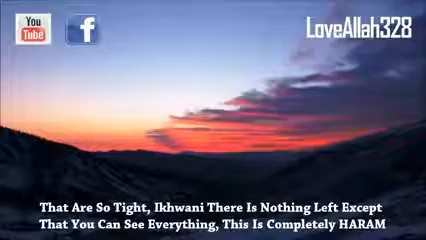 You
Tube
f
LoveAllah328
That Are So Tight, Ikhwani There Is Nothing Left Except
That You Can See Everything, This Is Completely HARAM